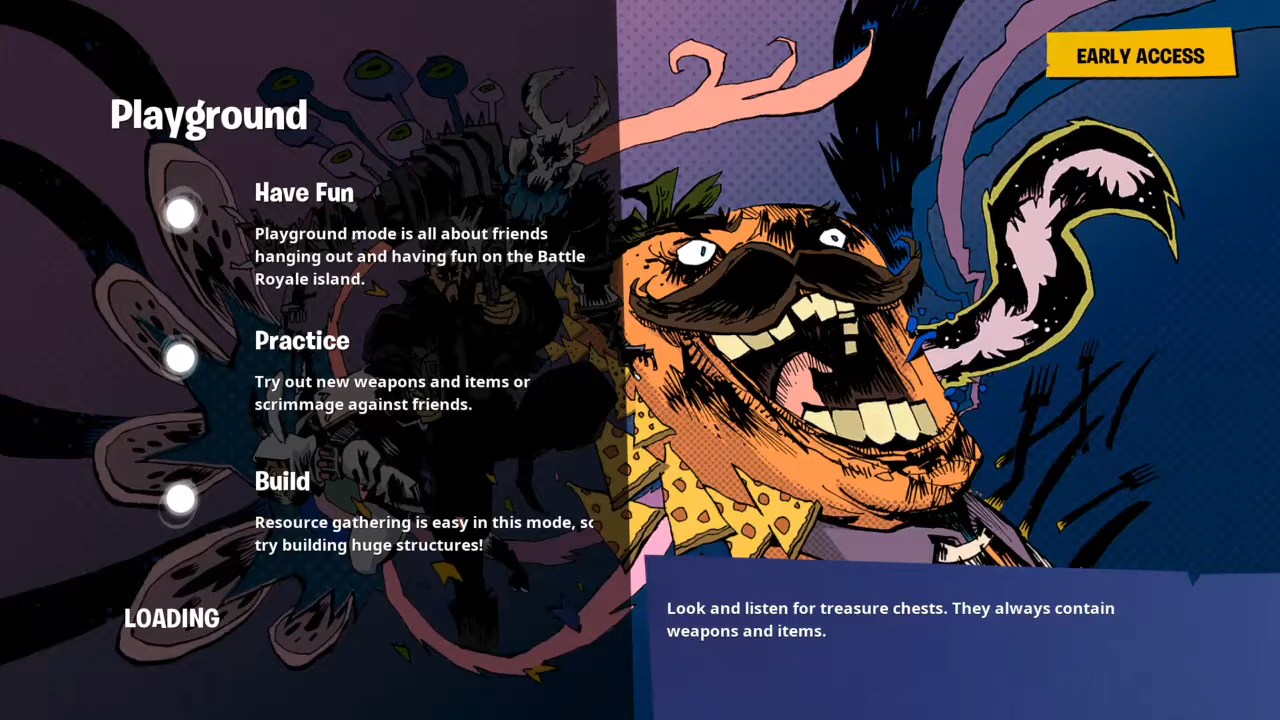 EARLY ACCESS
Playground
Have Fun
Playground mode is all about friends
hanging out and having fun on the Battle
Royale island.
Practice
Try out new weapons and items or
scrimmage against friends.
Build
Resource gathering is easy in this mode, so
try building huge structures!
LOADING
Look and listen for treasure chests. They always contain
weapons and items.